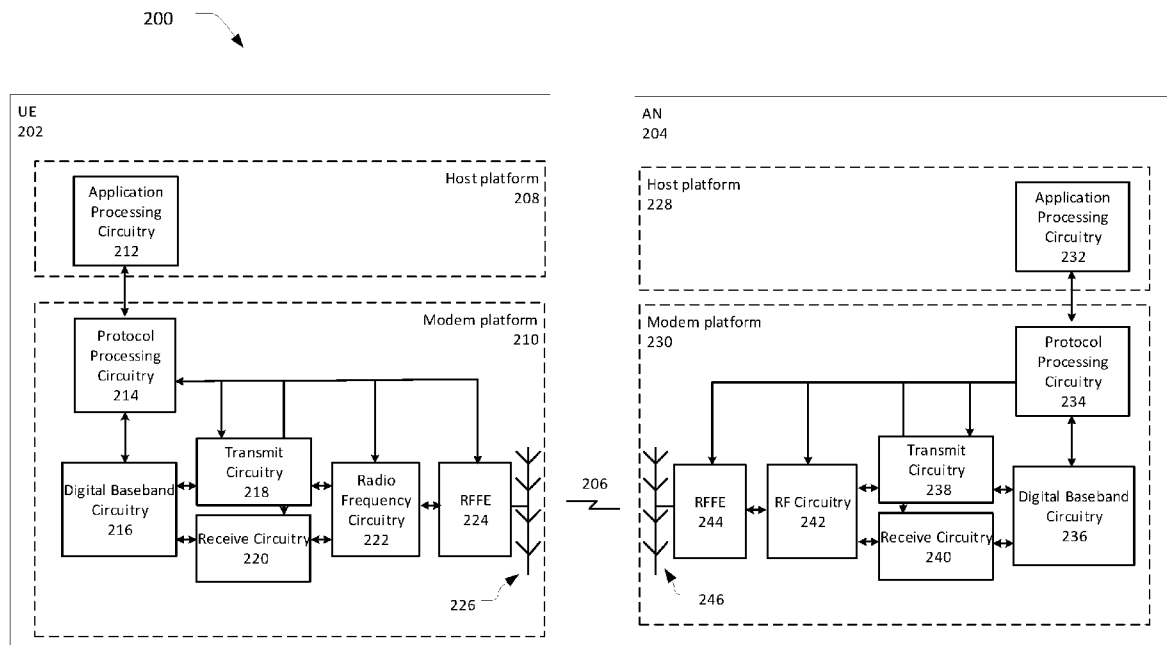 200
UE
202
Host platform
208
Application
Processing
Circuitry
212
Modem platform
210
Protocol
Processing
Circuitry
214
Digital Baseband
Circuitry
216
Transmit
Circuitry
218
Receive Circuitry
220
Radio
Frequency
Circuitry
222
RFFE
224
226
206
AN
204
Host platform
228
Application
Processing
Circuitry
232
Modem platform
230
Protocol
Processing
Circuitry
234
RFFE
244
RF Circuitry
242
Transmit
Circuitry
238
Receive Circuitry
240
Digital Baseband
Circuitry
236
246